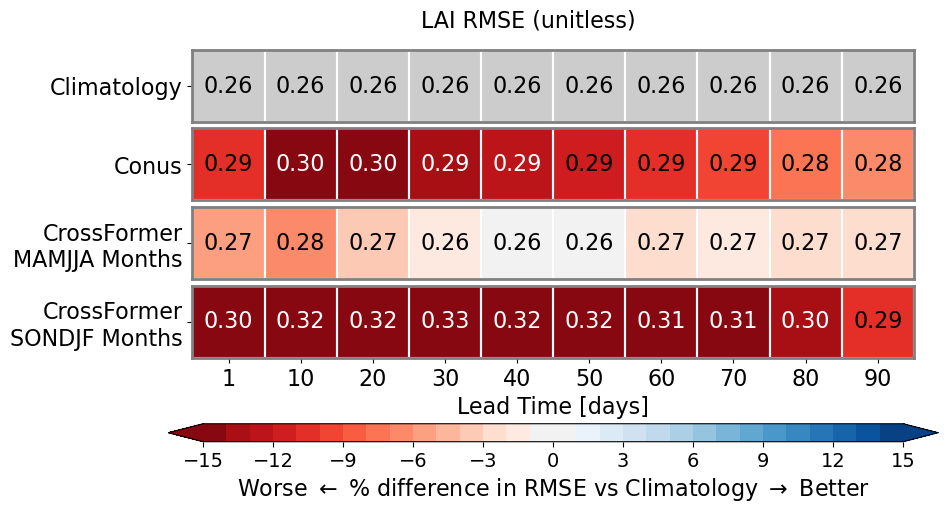 LAI RMSE (unitless)
Climatology 0.26 0.26 0.26 0.26 0.26 0.26 0.26 0.26 0.26 0.26
Conus 0.29 0.30 0.30 0.29 0.29 0.29 0.29 0.29 0.28 0.28
CrossFormer
MAMJJA Months 0.27 0.28 0.27 0.26 0.26 0.26 0.27 0.27 0.27 0.27
CrossFormer
SONDJF Months 0.30 0.32 0.32 0.33 0.32 0.32 0.31 0.31 0.30 0.29
1 10 20 30 40 50 60 70 80 90
Lead Time [days]
−15 −12 −9 −6 −3 0 3 6 9 12 15
Worse ← % difference in RMSE vs Climatology → Better